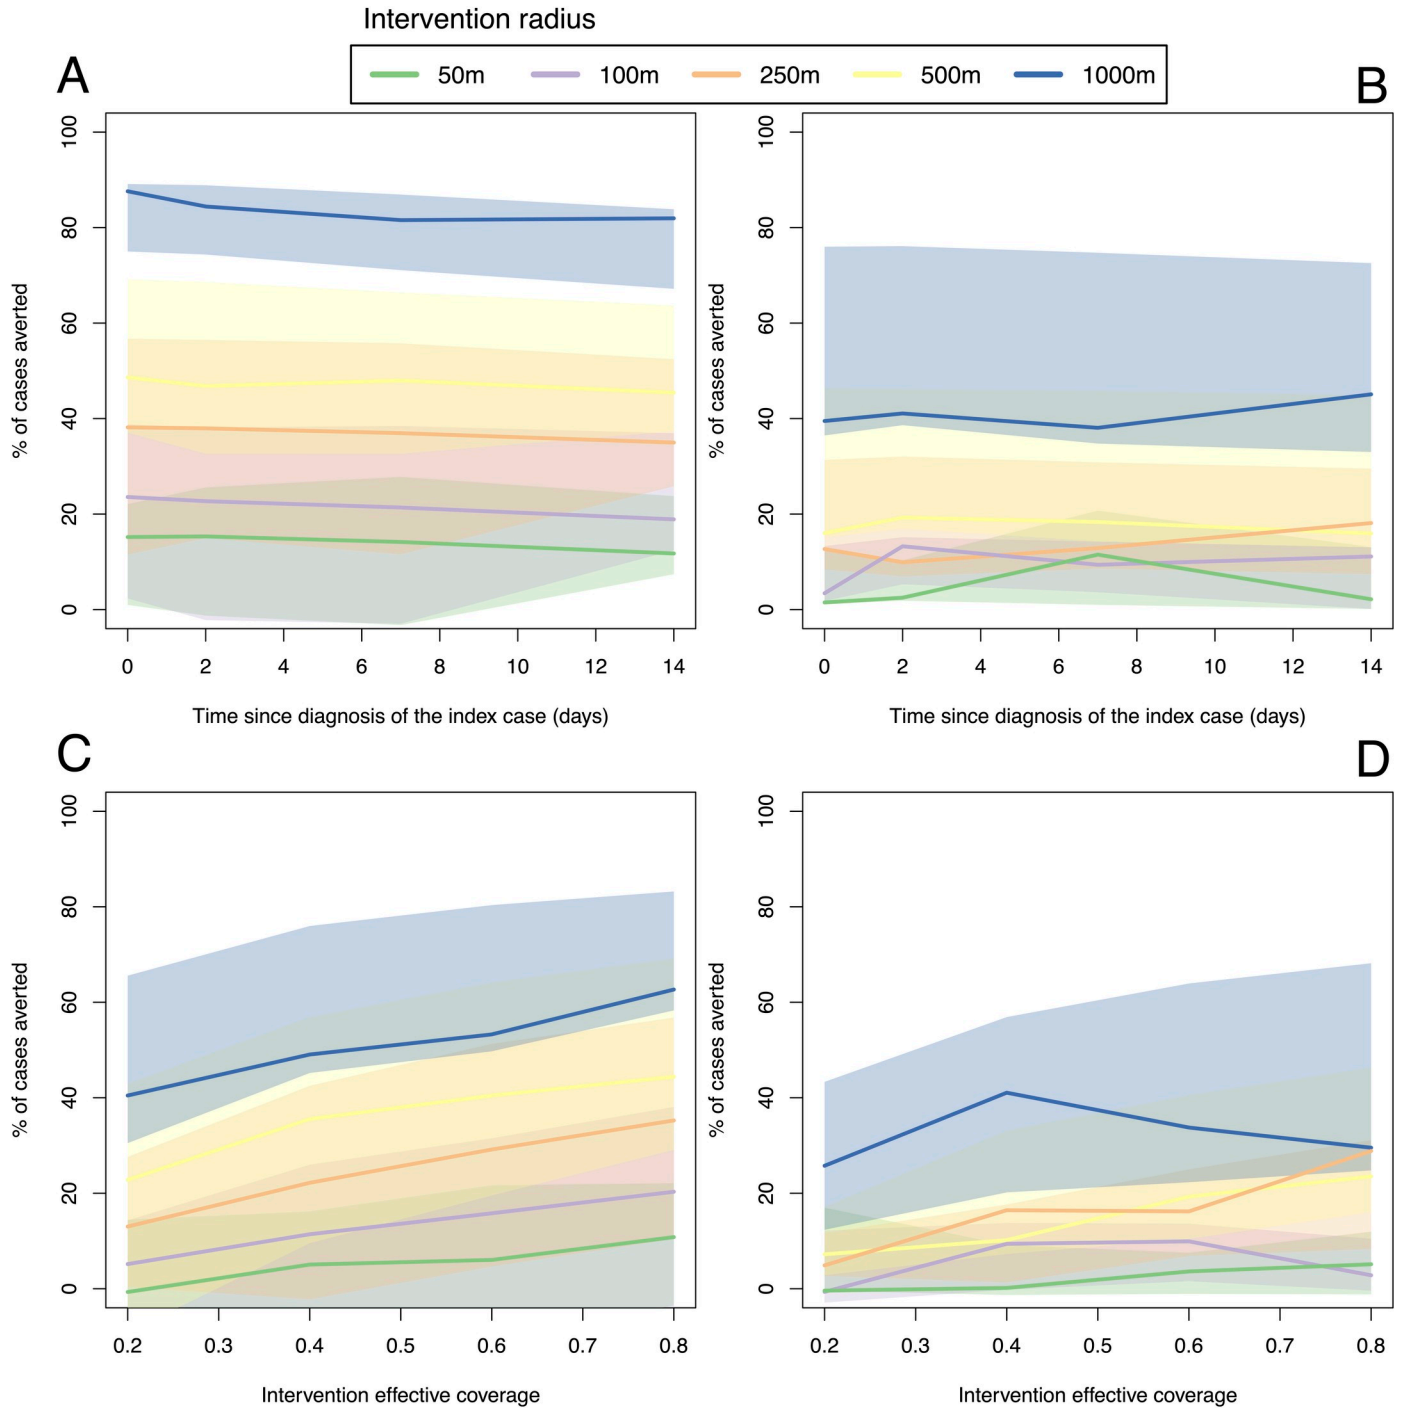 Intervention radius
50m 100m 250m 500m 1000m
A
B
% of cases averted
0 20 40 60 80 100
0 2 4 6 8 10 12 14
Time since diagnosis of the index case (days)
% of cases averted
0 20 40 60 80 100
0 2 4 6 8 10 12 14
Time since diagnosis of the index case (days)
C
D
% of cases averted
0 20 40 60 80 100
0.2 0.3 0.4 0.5 0.6 0.7 0.8
Intervention effective coverage
% of cases averted
0 20 40 60 80 100
0.2 0.3 0.4 0.5 0.6 0.7 0.8
Intervention effective coverage